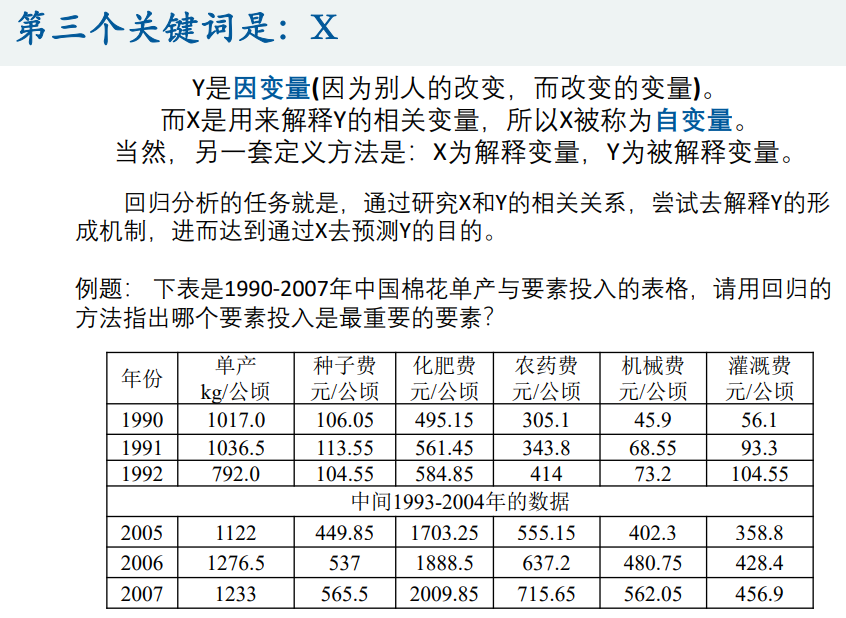 第三个关键词是：X
Y是因变量(因为别人的改变，而改变的变量)。
而X是用来解释Y的相关变量，所以X被称为自变量。
当然，另一套定义方法是：X为解释变量，Y为被解释变量。
回归分析的任务就是，通过研究X和Y的相关关系，尝试去解释Y的形
成机制，进而达到通过X去预测Y的目的。
例题： 下表是1990-2007年中国棉花单产与要素投入的表格，请用回归的
方法指出哪个要素投入是最重要的要素？
年份 单产 kg/公顷 种子费 元/公顷 化肥费 元/公顷 农药费 元/公顷 机械费 元/公顷 灌溉费 元/公顷
1990 1017.0 106.05 495.15 305.1 45.9 56.1
1991 1036.5 113.55 561.45 343.8 68.55 93.3
1992 792.0 104.55 584.85 414 73.2 104.55
中间1993-2004年的数据
2005 1122 449.85 1703.25 555.15 402.3 358.8
2006 1276.5 537 1888.5 637.2 480.75 428.4
2007 1233 565.5 2009.85 715.65 562.05 456.9